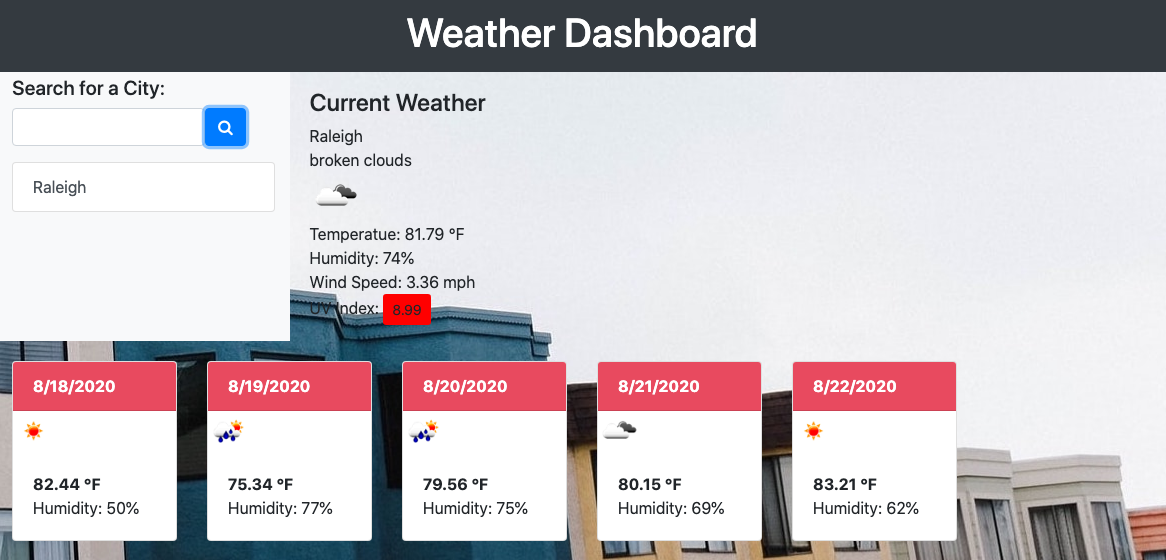 Weather Dashboard
Search for a City:
Raleigh
Current Weather
Raleigh
broken clouds
Temperatue: 81.79 °F
Humidity: 74%
Wind Speed: 3.36 mph
UV Index: 8.99
8/18/2020
82.44 °F
Humidity: 50%
8/19/2020
75.34 °F
Humidity: 77%
8/20/2020
79.56 °F
Humidity: 75%
8/21/2020
80.15 °F
Humidity: 69%
8/22/2020
83.21 °F
Humidity: 62%